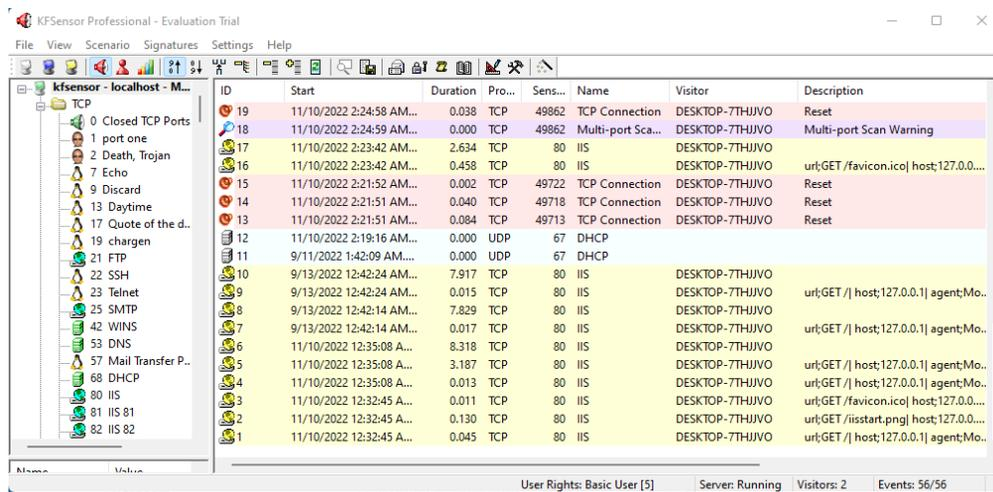 KFSensor Professional - Evaluation Trial
File View Scenario Signatures Settings Help
kfsensor - localhost - M...
TCP
0 Closed TCP Ports
1 port one
2 Death, Trojan
7 Echo
9 Discard
13 Daytime
17 Quote of the d..
19 chargen
21 FTP
22 SSH
23 Telnet
25 SMTP
42 WINS
53 DNS
57 Mail Transfer P..
68 DHCP
80 IIS
81 IIS 81
82 IIS 82
Name Value
ID Start Duration Pro... Sens... Name Visitor Description
19 11/10/2022 2:24:58 AM... 0.038 TCP 49862 TCP Connection DESKTOP-7THJJVO Reset
18 11/10/2022 2:24:59 AM... 0.000 TCP 49862 Multi-port Sca... DESKTOP-7THJJVO Multi-port Scan Warning
17 11/10/2022 2:23:42 AM... 2.634 TCP 80 IIS DESKTOP-7THJJVO
16 11/10/2022 2:23:42 AM... 0.458 TCP 80 IIS DESKTOP-7THJJVO url;GET /favicon.ico| host;127.0.0....
15 11/10/2022 2:21:52 AM... 0.002 TCP 49722 TCP Connection DESKTOP-7THJJVO Reset
14 11/10/2022 2:21:51 AM... 0.040 TCP 49718 TCP Connection DESKTOP-7THJJVO Reset
13 11/10/2022 2:21:51 AM... 0.084 TCP 49713 TCP Connection DESKTOP-7THJJVO Reset
12 11/10/2022 2:19:16 AM... 0.000 UDP 67 DHCP
11 9/11/2022 1:42:09 AM.... 0.000 UDP 67 DHCP
10 9/13/2022 12:42:24 AM... 7.917 TCP 80 IIS DESKTOP-7THJJVO
9 9/13/2022 12:42:24 AM... 0.015 TCP 80 IIS DESKTOP-7THJJVO url;GET /| host;127.0.0.1| agent;Mo..
8 9/13/2022 12:42:14 AM... 7.829 TCP 80 IIS DESKTOP-7THJJVO
7 9/13/2022 12:42:14 AM... 0.017 TCP 80 IIS DESKTOP-7THJJVO url;GET /| host;127.0.0.1| agent;Mo..
6 11/10/2022 12:35:08 A... 8.318 TCP 80 IIS DESKTOP-7THJJVO
5 11/10/2022 12:35:08 A... 3.187 TCP 80 IIS DESKTOP-7THJJVO url;GET /| host;127.0.0.1| agent;Mo..
4 11/10/2022 12:35:08 A... 0.013 TCP 80 IIS DESKTOP-7THJJVO url;GET /| host;127.0.0.1| agent;Mo..
3 11/10/2022 12:32:45 A... 0.011 TCP 80 IIS DESKTOP-7THJJVO url;GET /favicon.ico| host;127.0.0....
2 11/10/2022 12:32:45 A... 0.130 TCP 80 IIS DESKTOP-7THJJVO url;GET /iisstart.png| host;127.0.0...
1 11/10/2022 12:32:45 A... 0.045 TCP 80 IIS DESKTOP-7THJJVO url;GET /| host;127.0.0.1| agent;Mo..
User Rights: Basic User [5] Server: Running Visitors: 2 Events: 56/56